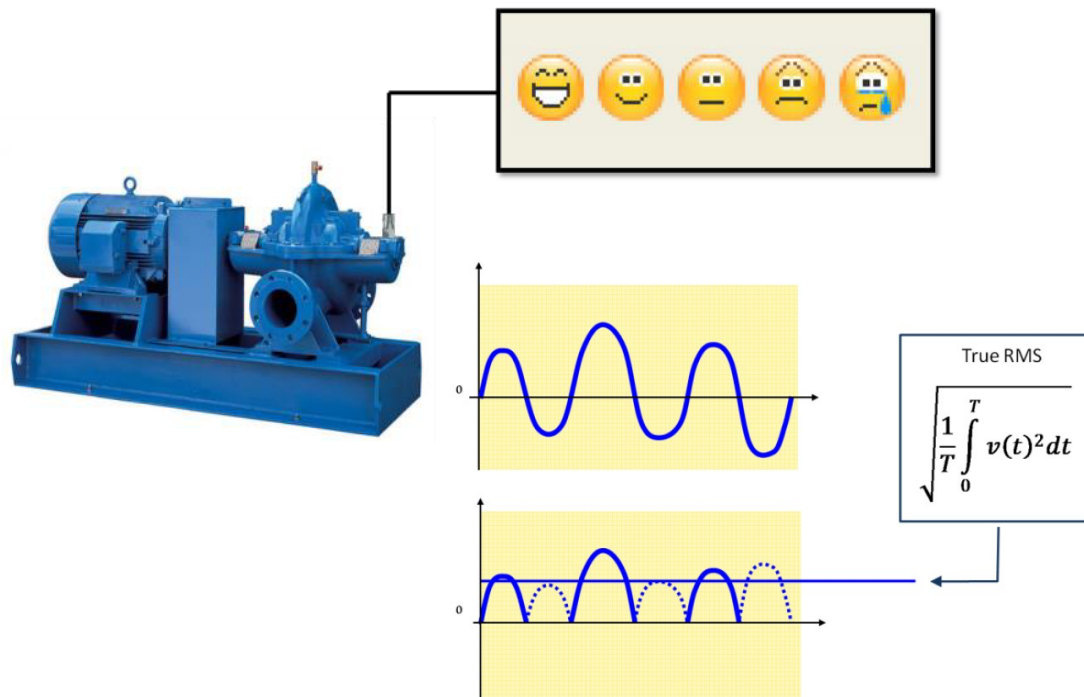 0
True RMS
√(1/T ∫₀ᵀ v(t)² dt)
0